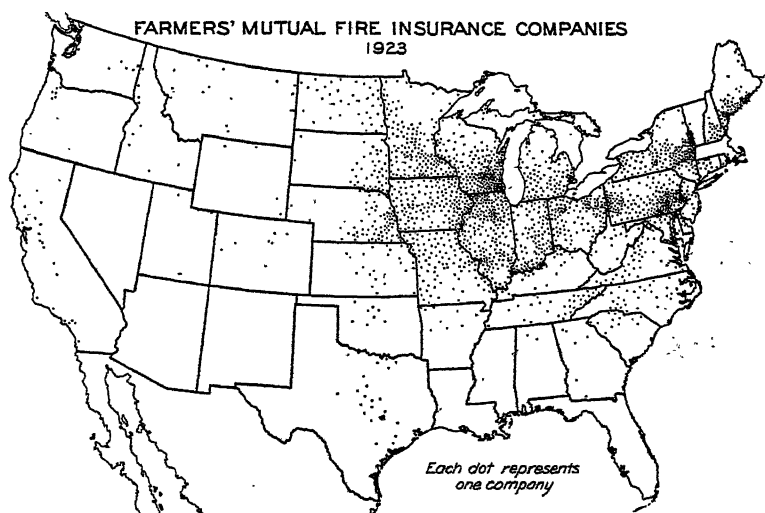 FARMERS' MUTUAL FIRE INSURANCE COMPANIES
1923
Each dot represents
one company